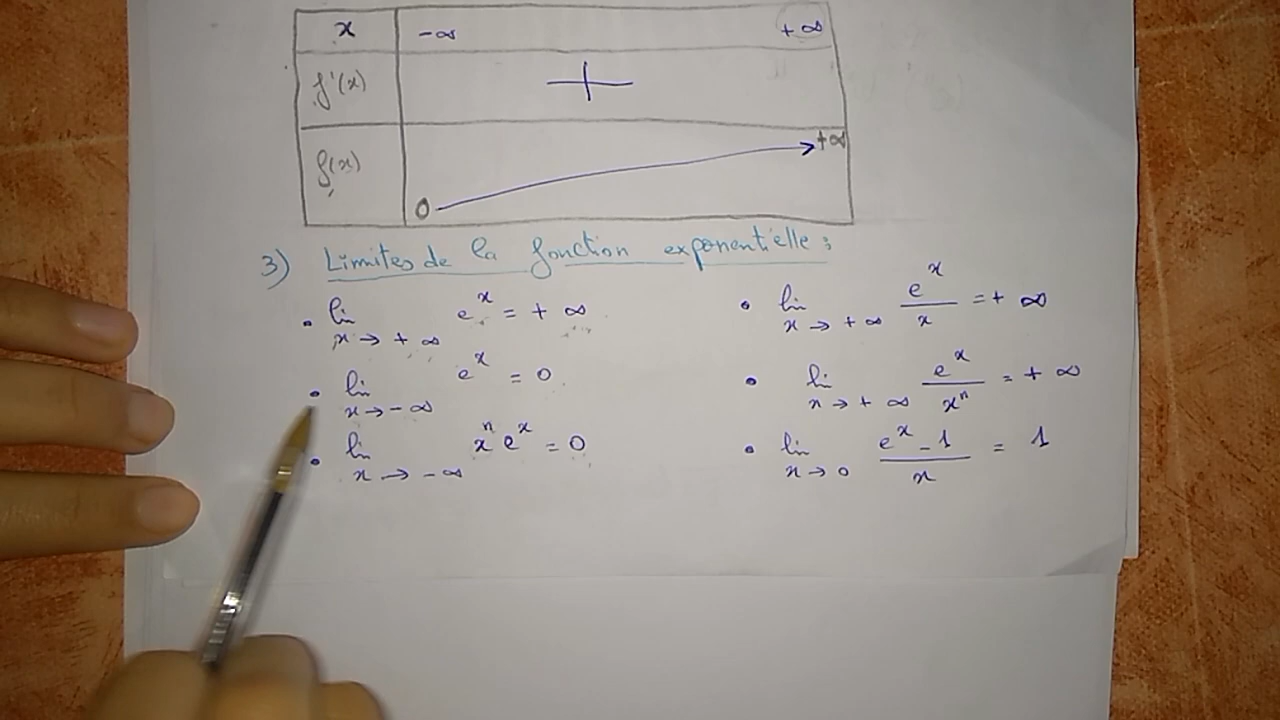 x -∞ +∞
f'(x) +
f(x) 0 +∞
3) Limites de la fonction exponentielle :
• lim x → +∞ e^x = +∞
• lim x → -∞ e^x = 0
• lim x → -∞ x^n e^x = 0
• lim x → +∞ e^x / x = +∞
• lim x → +∞ e^x / x^n = +∞
• lim x → 0 e^x - 1 / x = 1